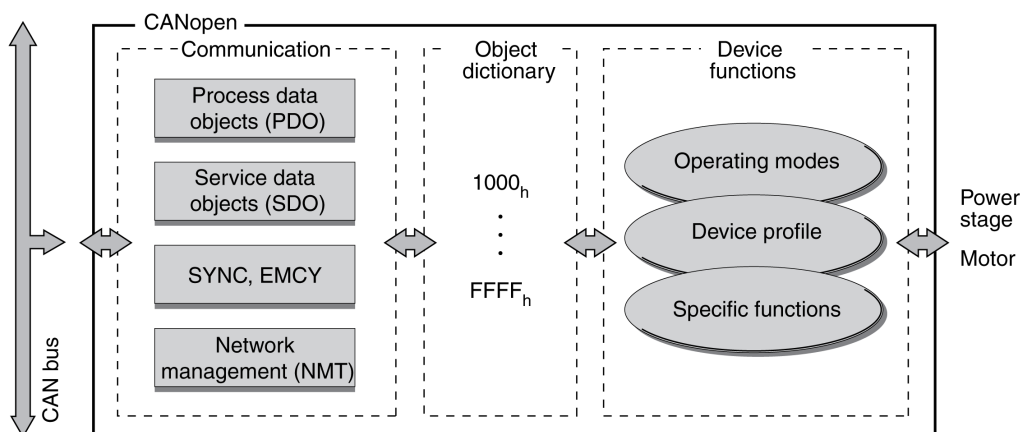 CANopen
Communication
Process data
objects (PDO)
Service data
objects (SDO)
SYNC, EMCY
Network
management (NMT)
Object
dictionary
1000h
.
.
.
FFFFh
Device
functions
Operating modes
Device profile
Specific functions
Power
stage
Motor
CAN bus